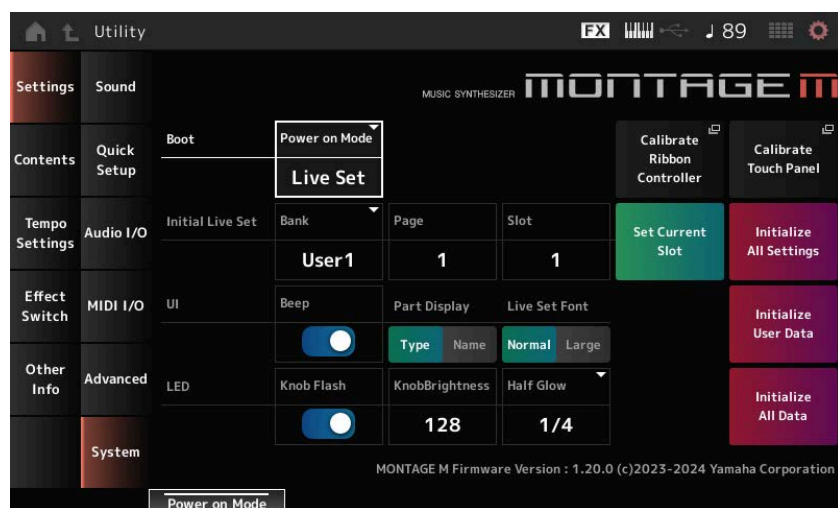 Utility
FX
89
Settings
Sound
MUSIC SYNTHESIZER MONTAGE M
Contents
Quick
Setup
Boot
Power on Mode
Live Set
Calibrate
Ribbon
Controller
Calibrate
Touch Panel
Tempo
Settings
Audio I/O
Initial Live Set
Bank
User1
Page
1
Slot
1
Set Current
Slot
Initialize
All Settings
Effect
Switch
MIDI I/O
UI
Beep
Part Display
Type Name
Live Set Font
Normal Large
Initialize
User Data
Other
Info
Advanced
LED
Knob Flash
KnobBrightness
128
Half Glow
1/4
Initialize
All Data
System
MONTAGE M Firmware Version : 1.20.0 (c)2023-2024 Yamaha Corporation
Power on Mode